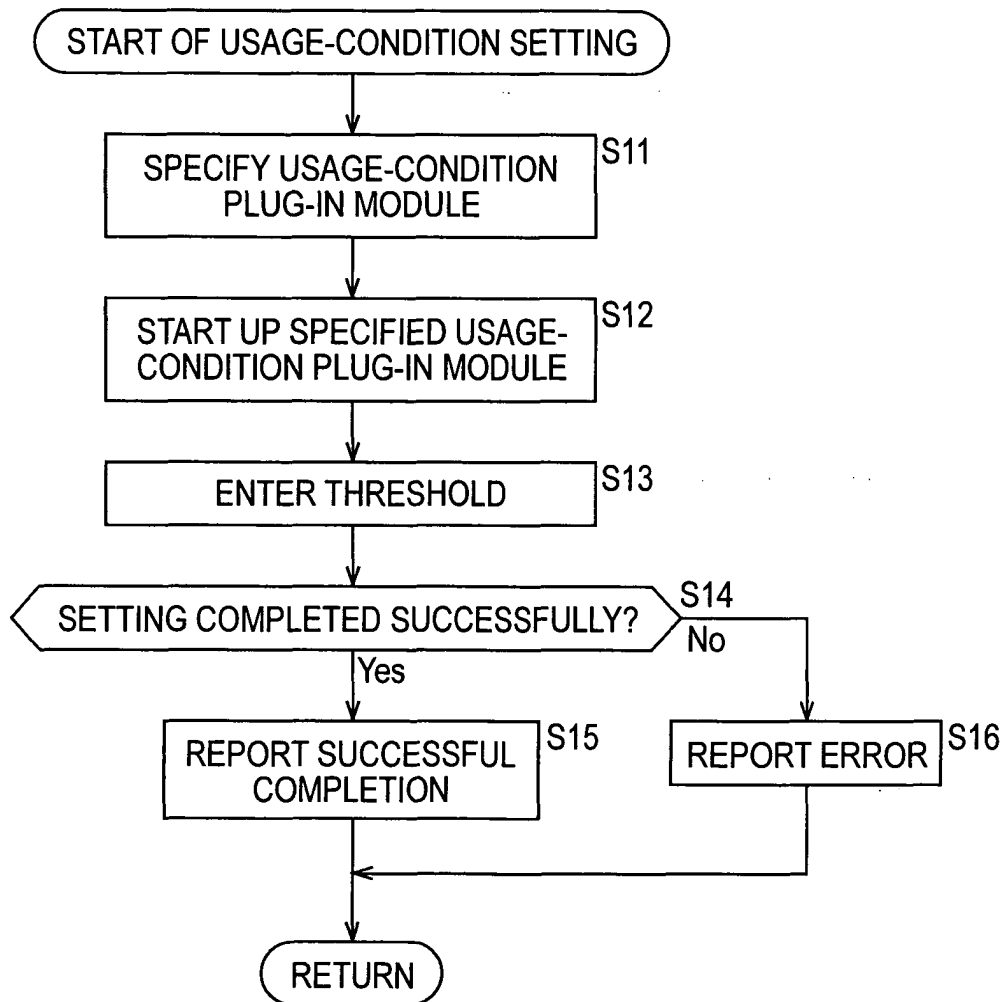 START OF USAGE-CONDITION SETTING
S11
SPECIFY USAGE-CONDITION
PLUG-IN MODULE
S12
START UP SPECIFIED USAGE-
CONDITION PLUG-IN MODULE
S13
ENTER THRESHOLD
S14
SETTING COMPLETED SUCCESSFULLY?
No
Yes
S15
REPORT SUCCESSFUL
COMPLETION
S16
REPORT ERROR
RETURN